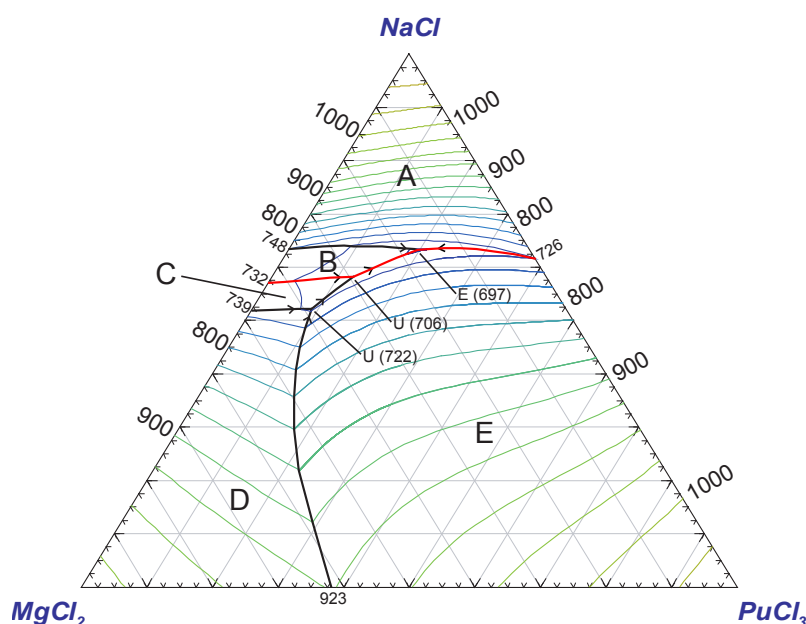 NaCl
1000
1000
900
900
A
800
800
748
726
B
732
C
E (697)
739
800
U (706)
800
U (722)
900
900
E
1000
D
923
MgCl₂
PuCl₃